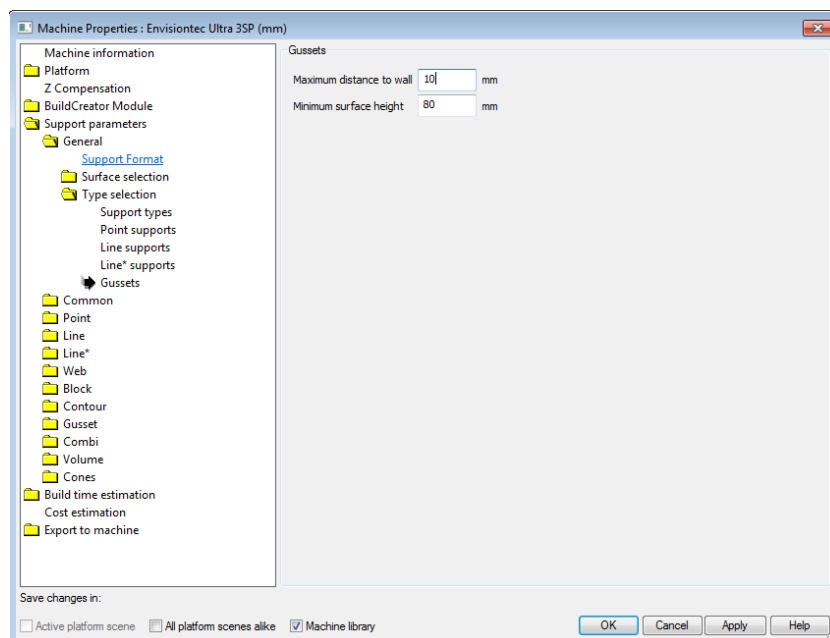 Machine Properties : Envisiontec Ultra 3SP (mm)
Machine information
Platform
Z Compensation
BuildCreator Module
Support parameters
General
Support Format
Surface selection
Type selection
Support types
Point supports
Line supports
Line* supports
Gussets
Common
Point
Line
Line*
Web
Block
Contour
Gusset
Combi
Volume
Cones
Build time estimation
Cost estimation
Export to machine
Gussets
Maximum distance to wall 10 mm
Minimum surface height 80 mm
Save changes in:
Active platform scene All platform scenes alike Machine library OK Cancel Apply Help